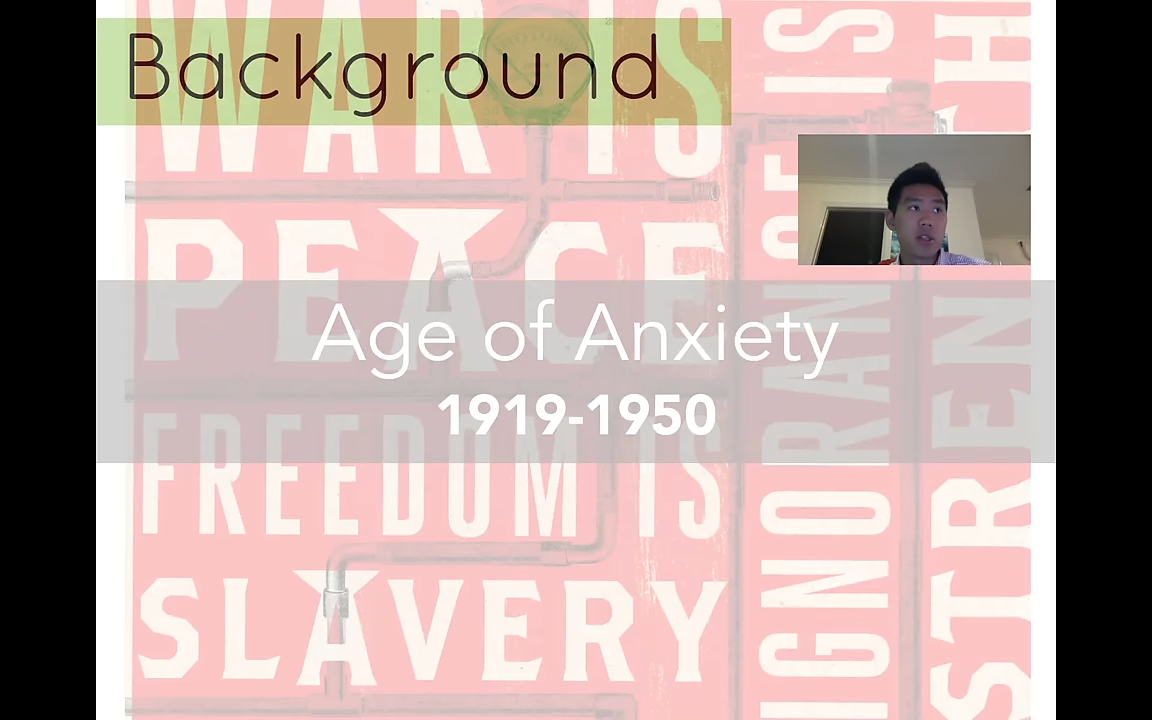 Background
WAR IS
PEACE
Age of Anxiety
1919-1950
FREEDOM IS
SLAVERY
IGNORANCE IS
STRENGTH